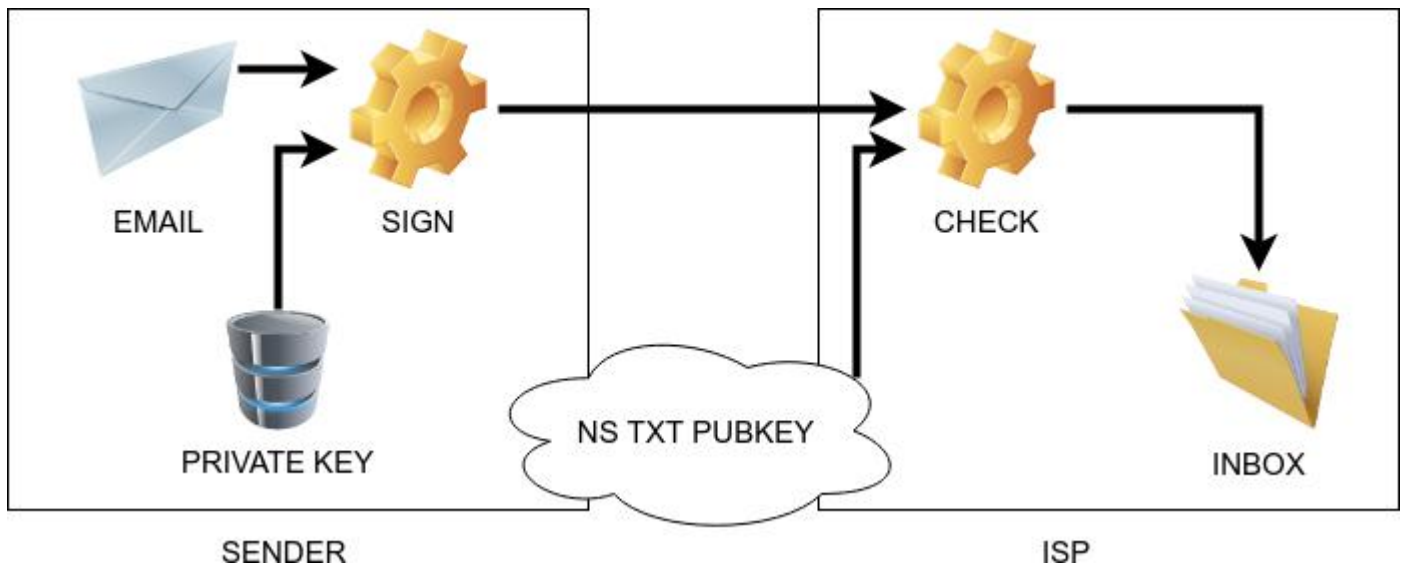 EMAIL
SIGN
CHECK
NS TXT PUBKEY
PRIVATE KEY
INBOX
SENDER
ISP